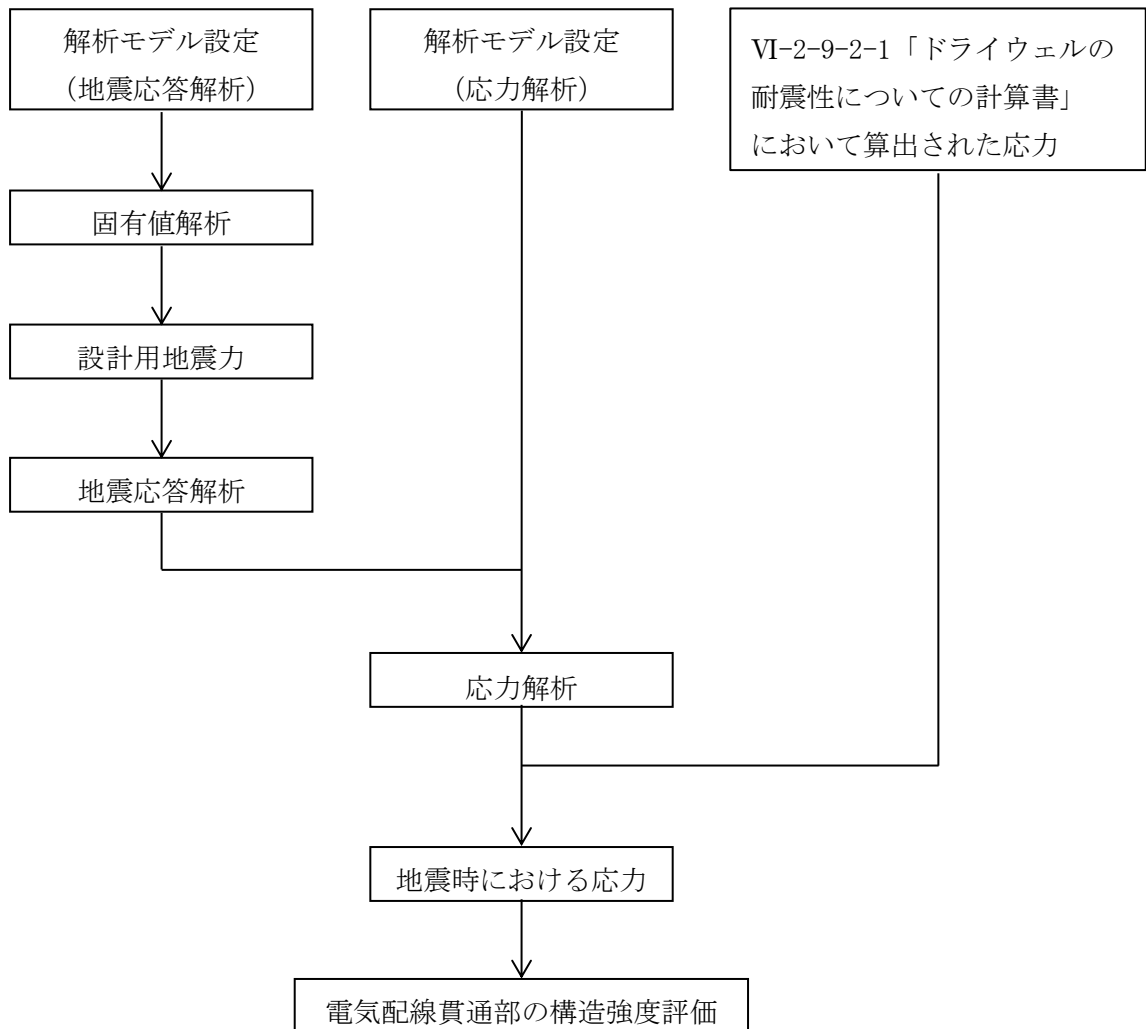 解析モデル設定
（地震応答解析）
解析モデル設定
（応力解析）
Ⅵ-2-9-2-1「ドライウェルの
耐震性についての計算書」
において算出された応力
固有値解析
設計用地震力
地震応答解析
応力解析
地震時における応力
電気配線貫通部の構造強度評価